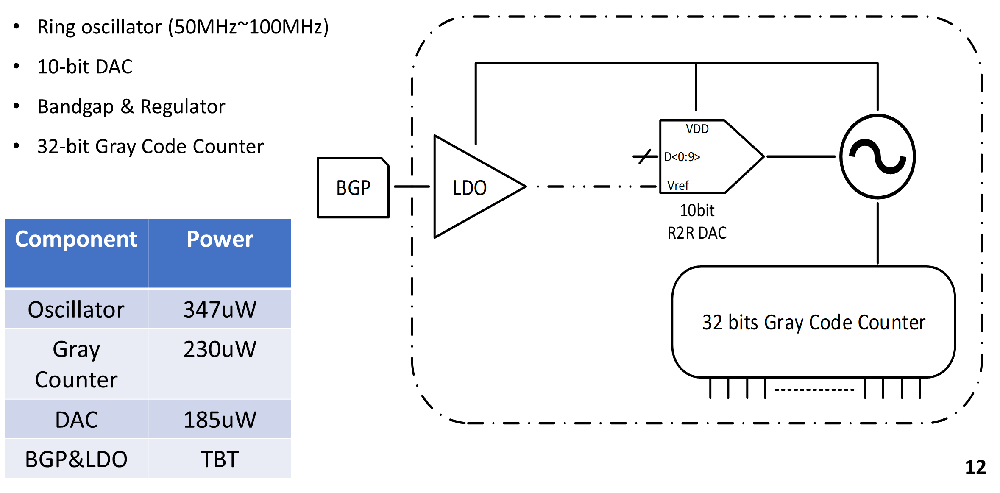 • Ring oscillator (50MHz~100MHz)
• 10-bit DAC
• Bandgap & Regulator
• 32-bit Gray Code Counter
Component Power
Oscillator 347uW
Gray Counter 230uW
DAC 185uW
BGP&LDO TBT
BGP
LDO
VDD
D<0:9>
Vref
10bit
R2R DAC
32 bits Gray Code Counter
12